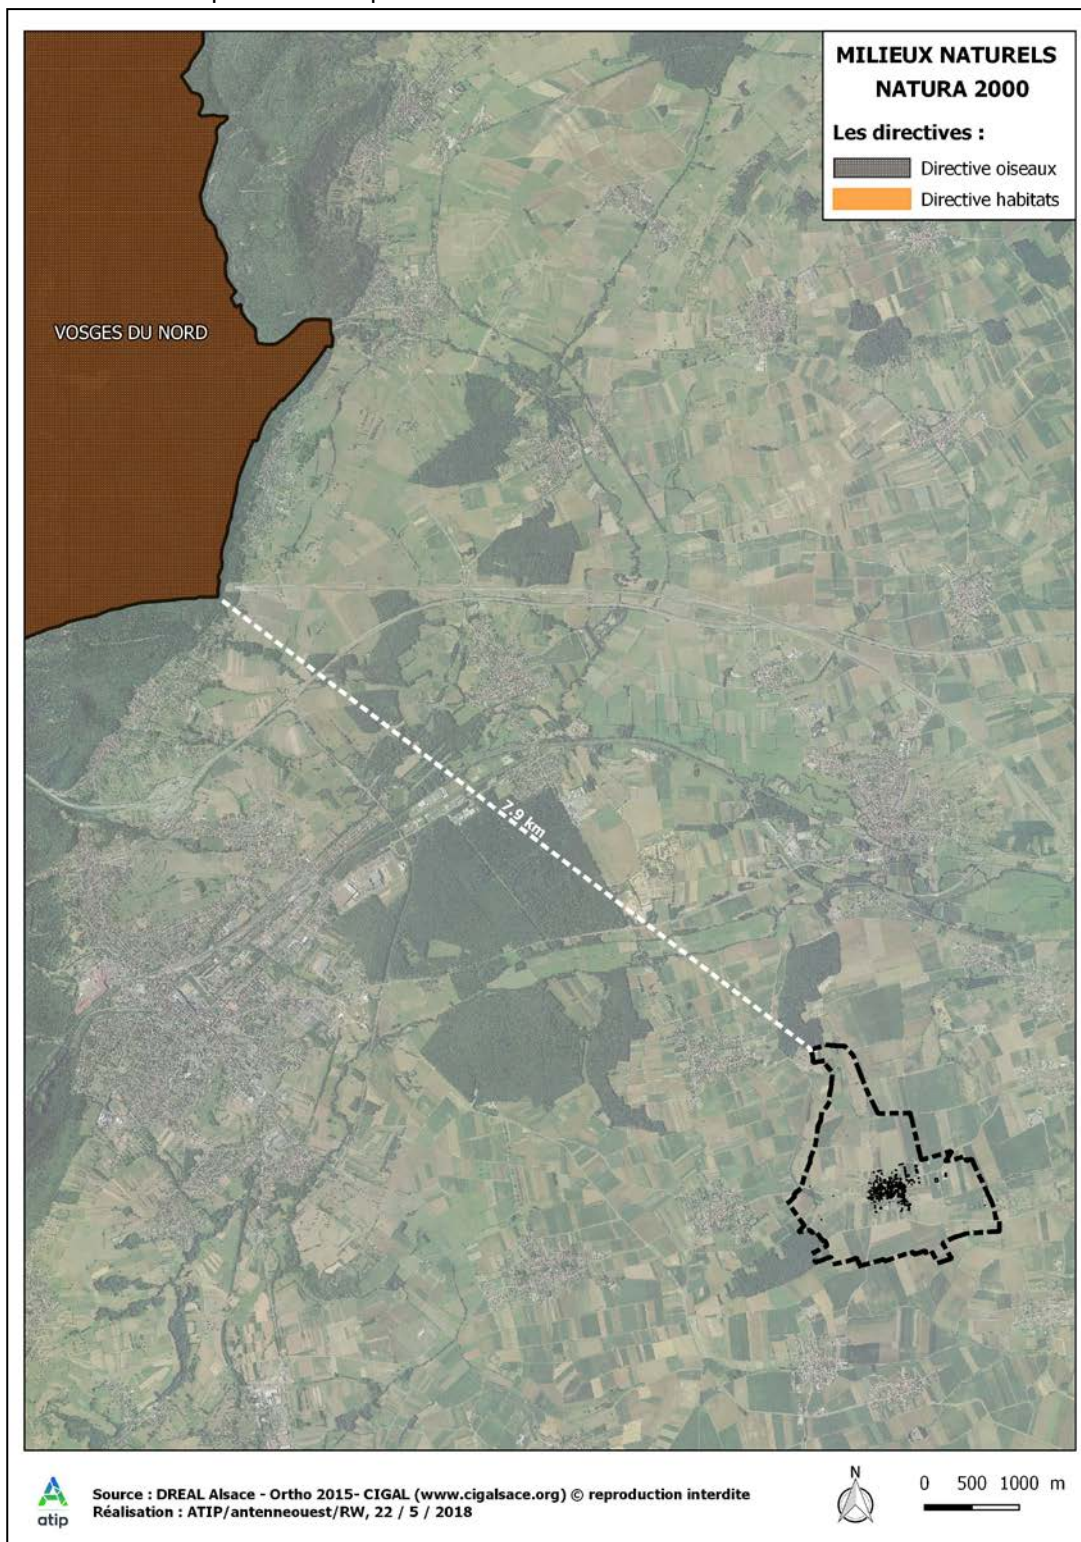 MILIEUX NATURELS
NATURA 2000
Les directives :
Directive oiseaux
Directive habitats
VOSGES DU NORD
7.9 km
atip
Source : DREAL Alsace - Ortho 2015- CIGAL (www.cigalsace.org) © reproduction interdite
Réalisation : ATIP/antenneouest/RW, 22 / 5 / 2018
N
0 500 1000 m